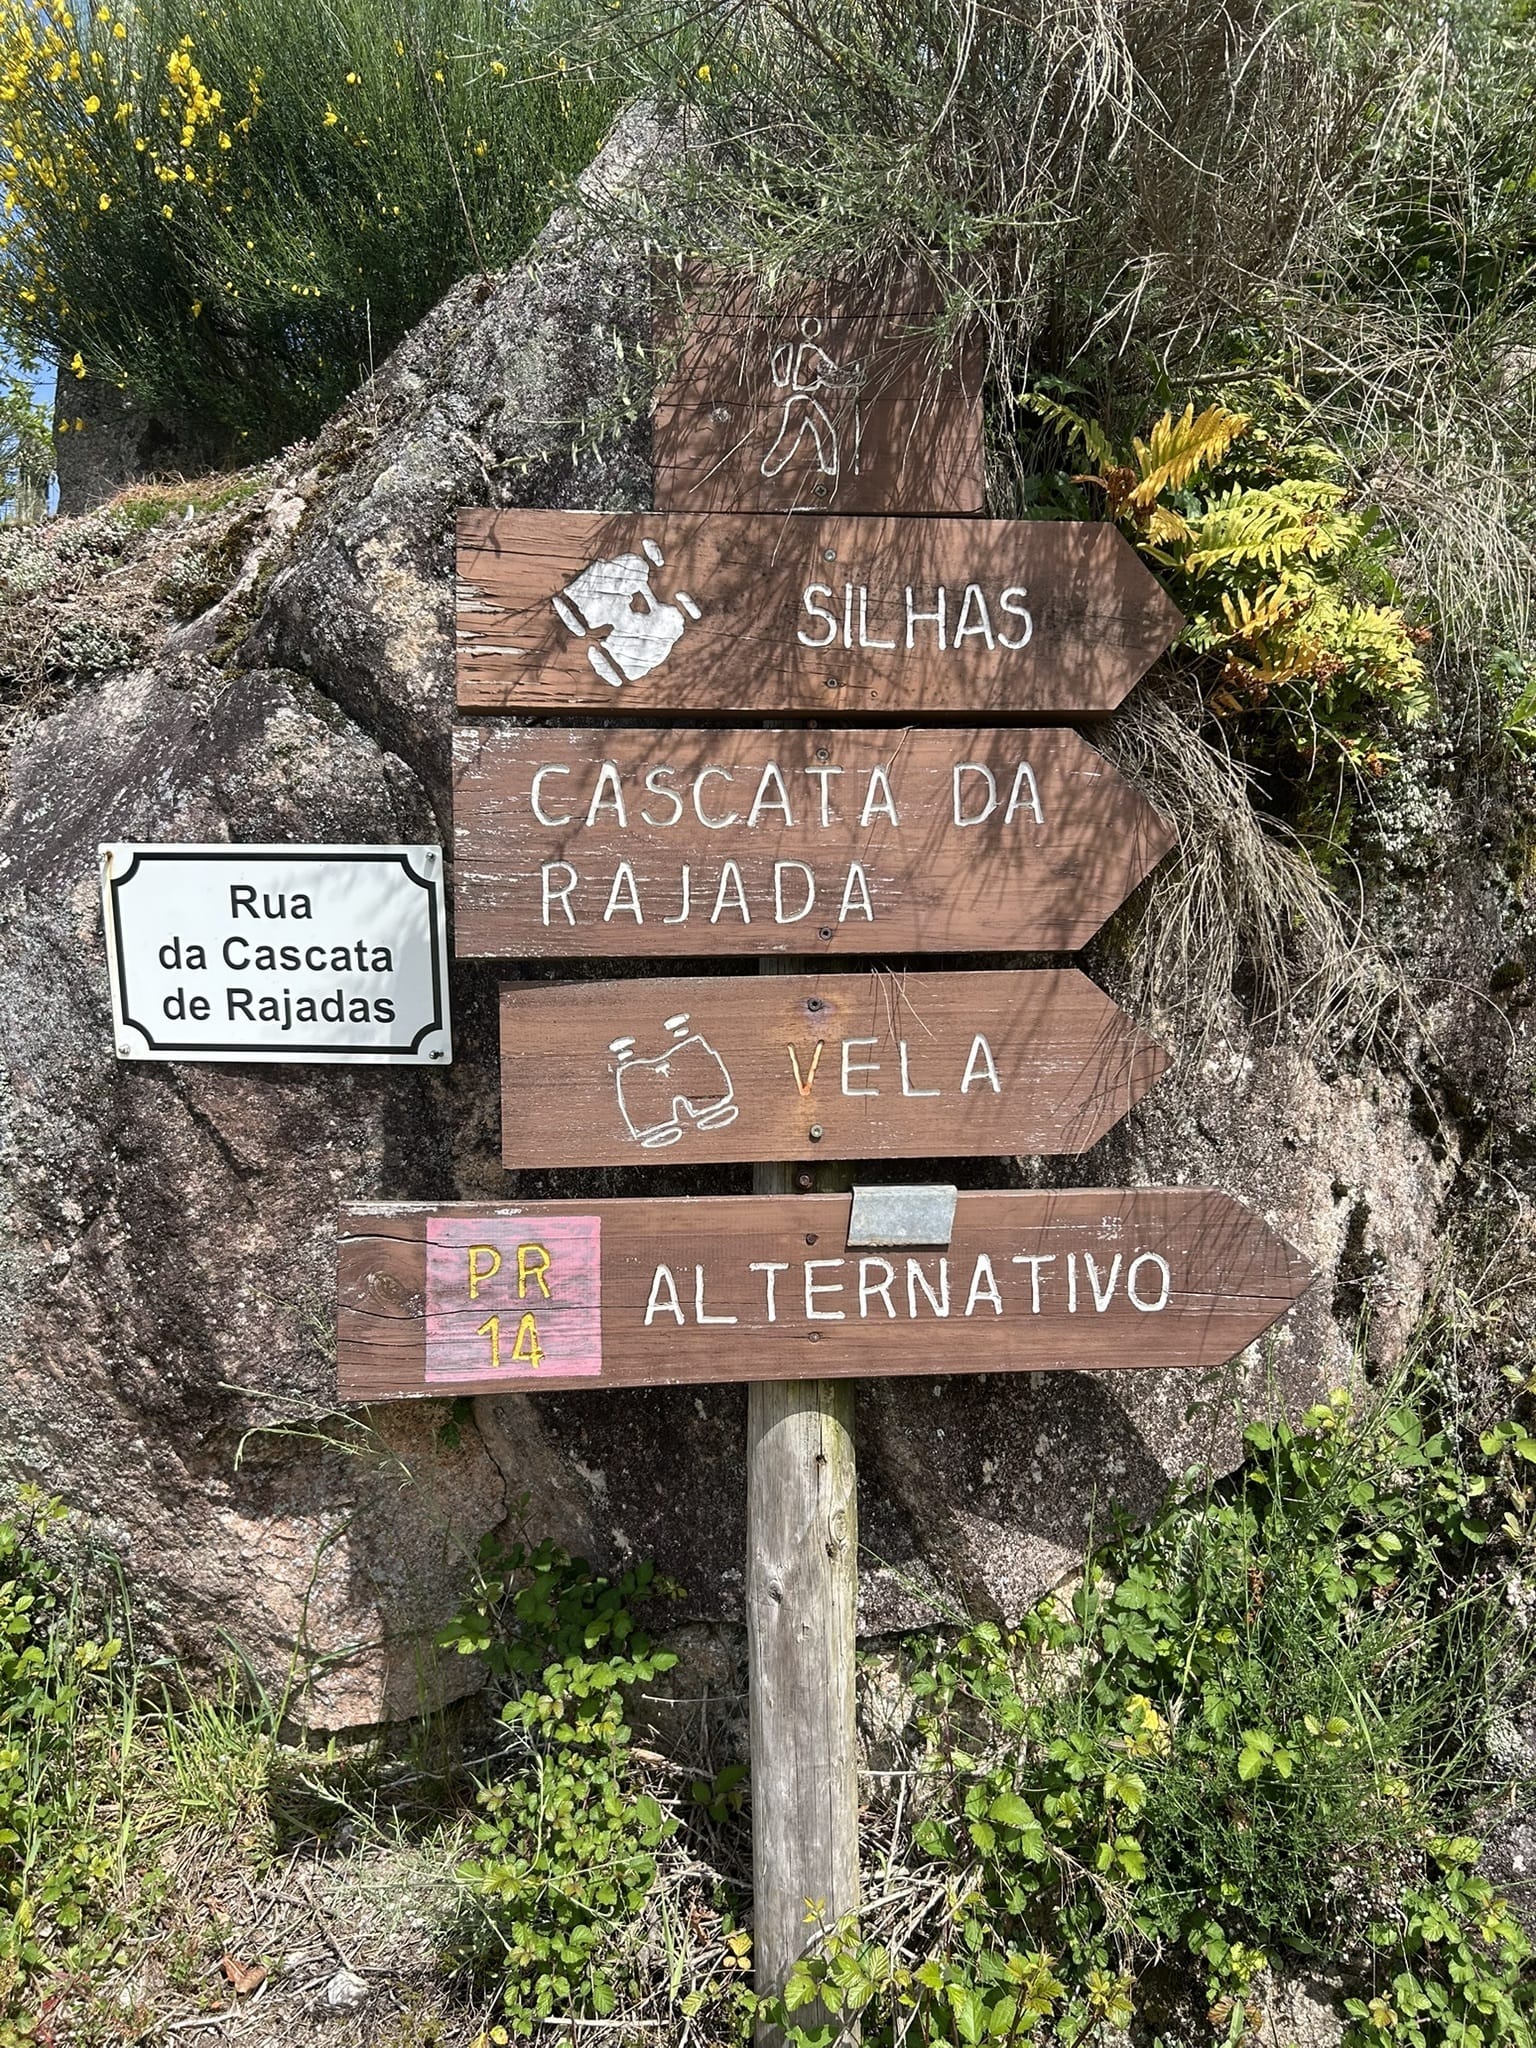 SILHAS
CASCATA DA
RAJADA
Rua
da Cascata
de Rajadas
VELA
PR
14
ALTERNATIVO